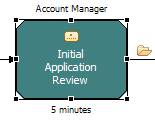 Account Manager
Initial
Application
Review
5 minutes